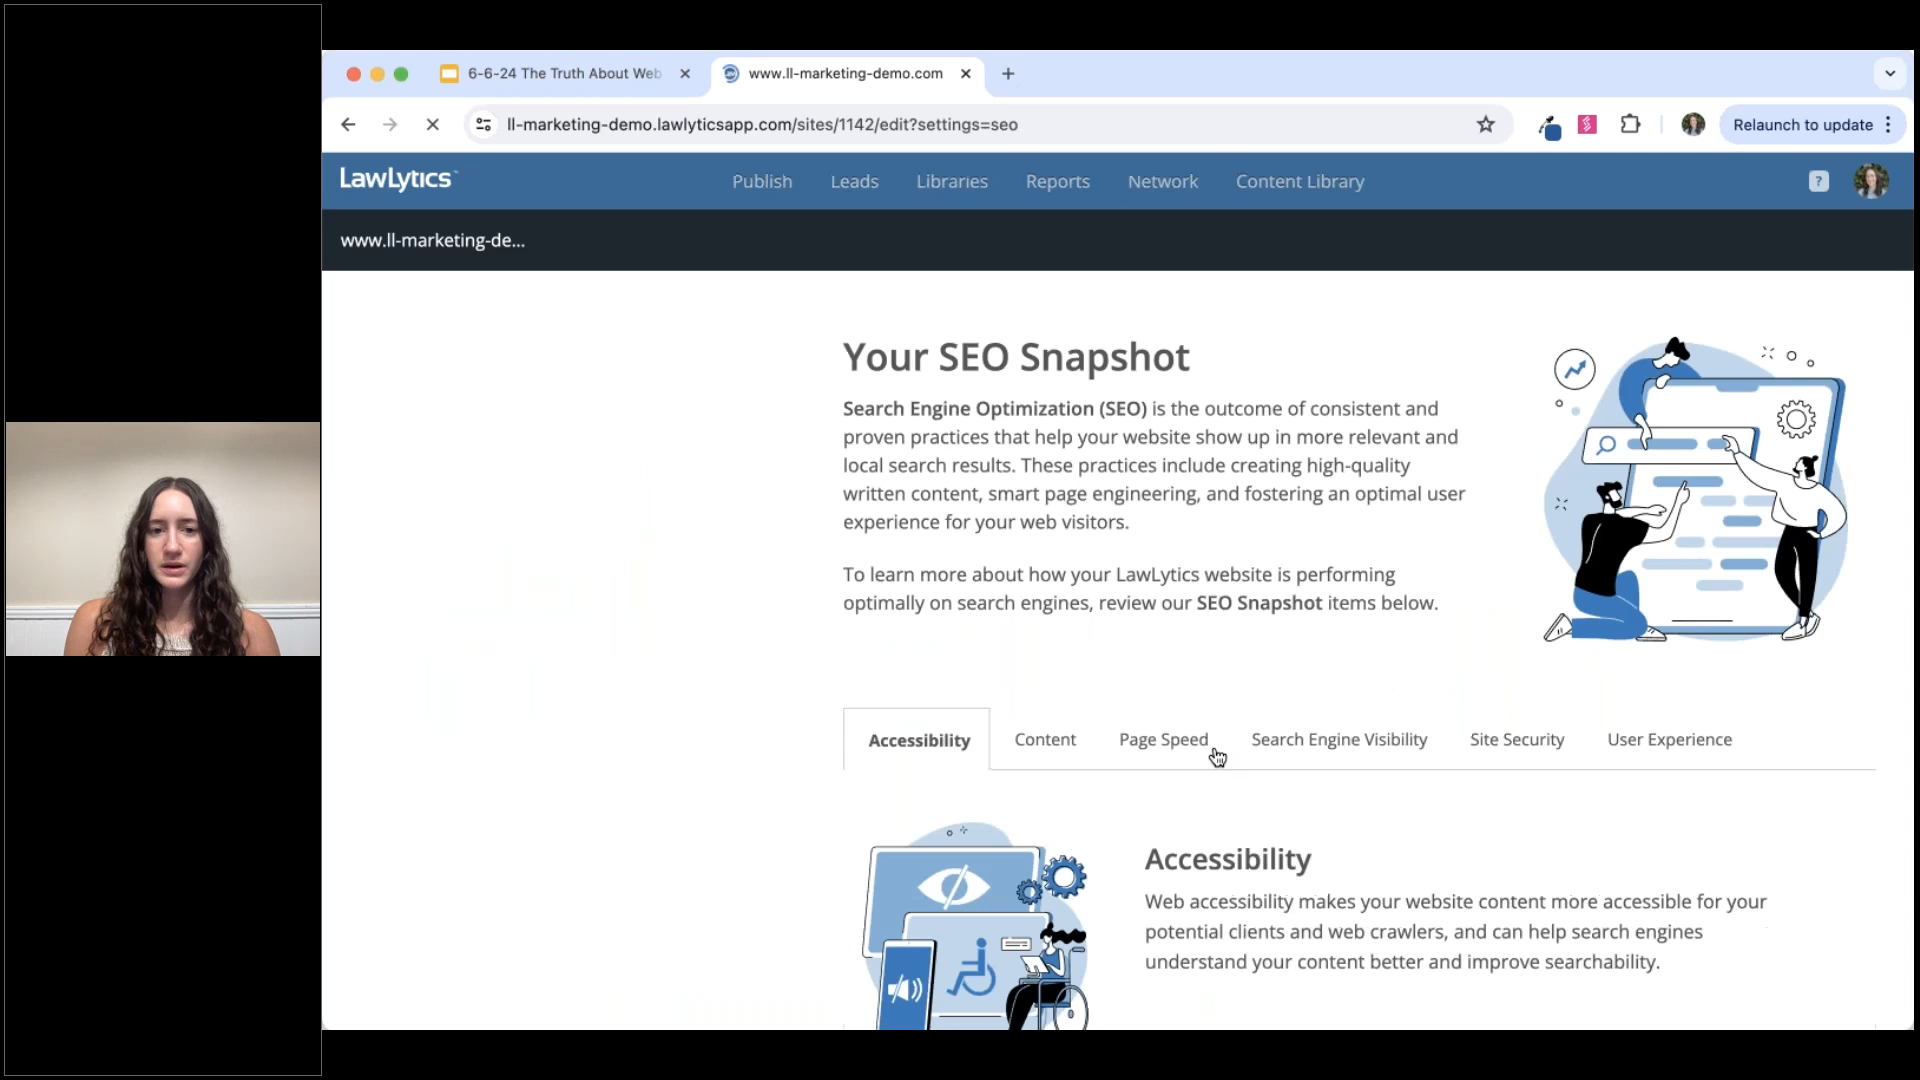 6-6-24 The Truth About Web
www.ll-marketing-demo.com
ll-marketing-demo.lawlyticsapp.com/sites/1142/edit?settings=seo
Relaunch to update
LawLytics
Publish Leads Libraries Reports Network Content Library
?
www.ll-marketing-de...
Your SEO Snapshot
Search Engine Optimization (SEO) is the outcome of consistent and
proven practices that help your website show up in more relevant and
local search results. These practices include creating high-quality
written content, smart page engineering, and fostering an optimal user
experience for your web visitors.
To learn more about how your LawLytics website is performing
optimally on search engines, review our SEO Snapshot items below.
Accessibility Content Page Speed Search Engine Visibility Site Security User Experience
Accessibility
Web accessibility makes your website content more accessible for your
potential clients and web crawlers, and can help search engines
understand your content better and improve searchability.